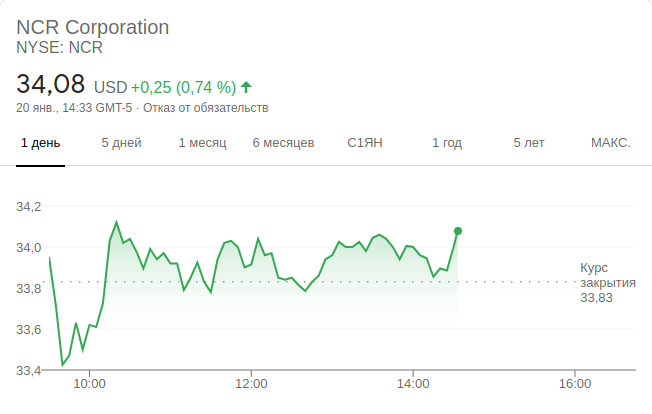 NCR Corporation
NYSE: NCR
34,08 USD +0,25 (0,74 %)
20 янв., 14:33 GMT-5 · Отказ от обязательств
1 день 5 дней 1 месяц 6 месяцев С1ЯН 1 год 5 лет МАКС.
34,2
34,0
33,8
33,6
33,4
Курс
закрытия
33,83
10:00 12:00 14:00 16:00